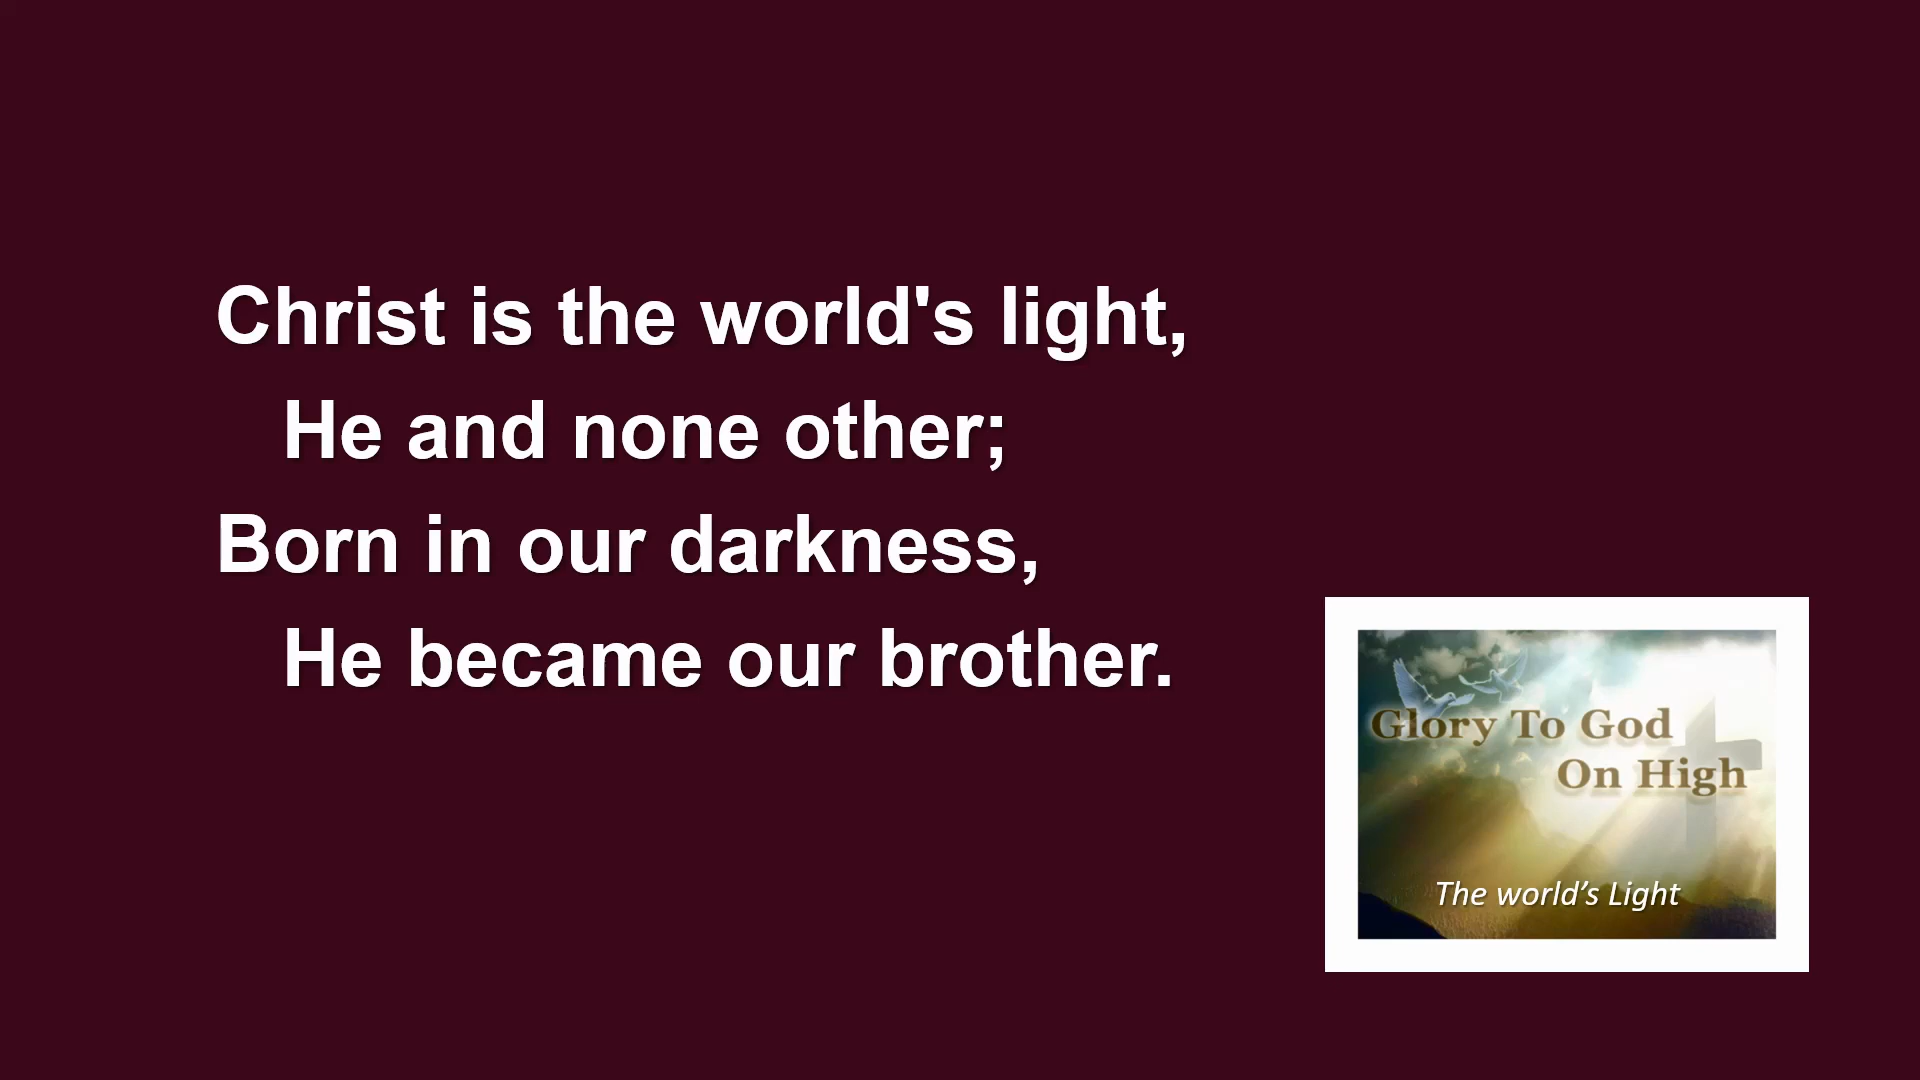 Christ is the world's light,
He and none other;
Born in our darkness,
He became our brother.
Glory To God
On High
The world’s Light